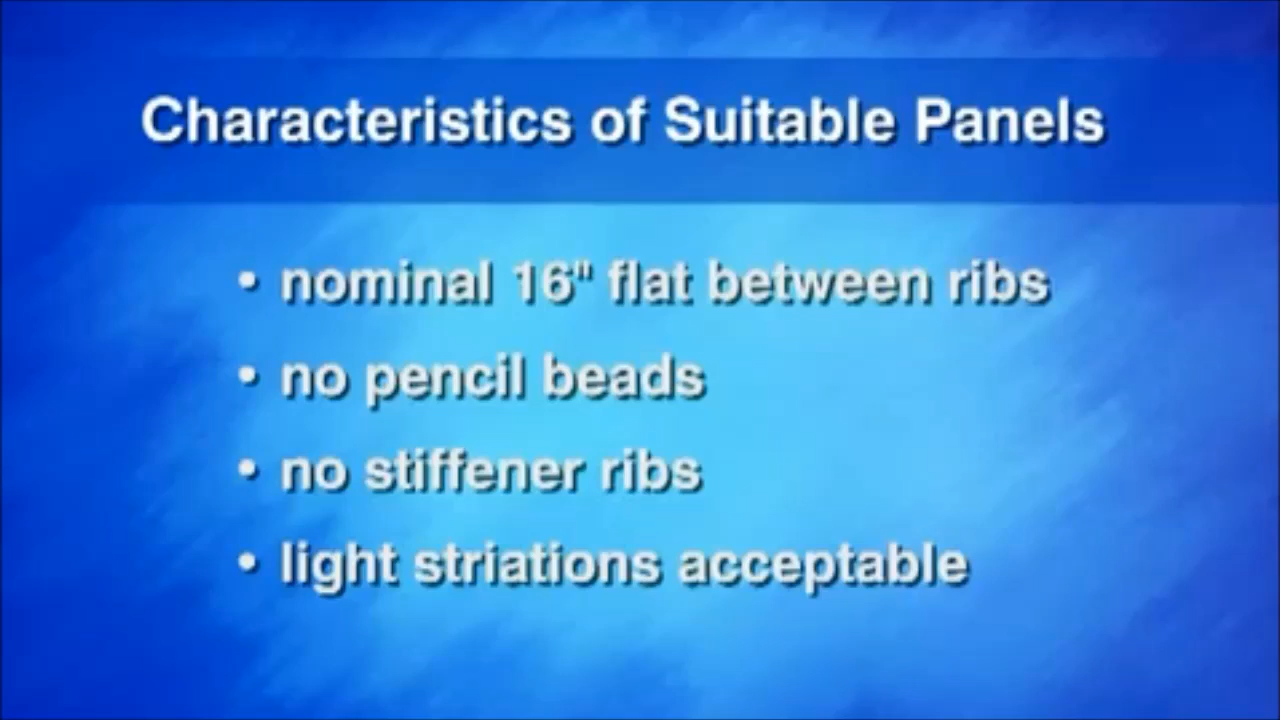 Characteristics of Suitable Panels
• nominal 16" flat between ribs
• no pencil beads
• no stiffener ribs
• light striations acceptable